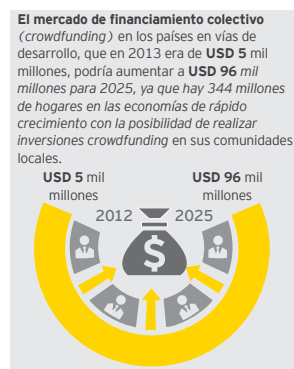 El mercado de financiamiento colectivo
(crowdfunding) en los países en vías de
desarrollo, que en 2013 era de USD 5 mil
millones, podría aumentar a USD 96 mil
millones para 2025, ya que hay 344 millones
de hogares en las economías de rápido
crecimiento con la posibilidad de realizar
inversiones crowdfunding en sus comunidades
locales.
USD 5 mil
millones
USD 96 mil
millones
2012
2025
$